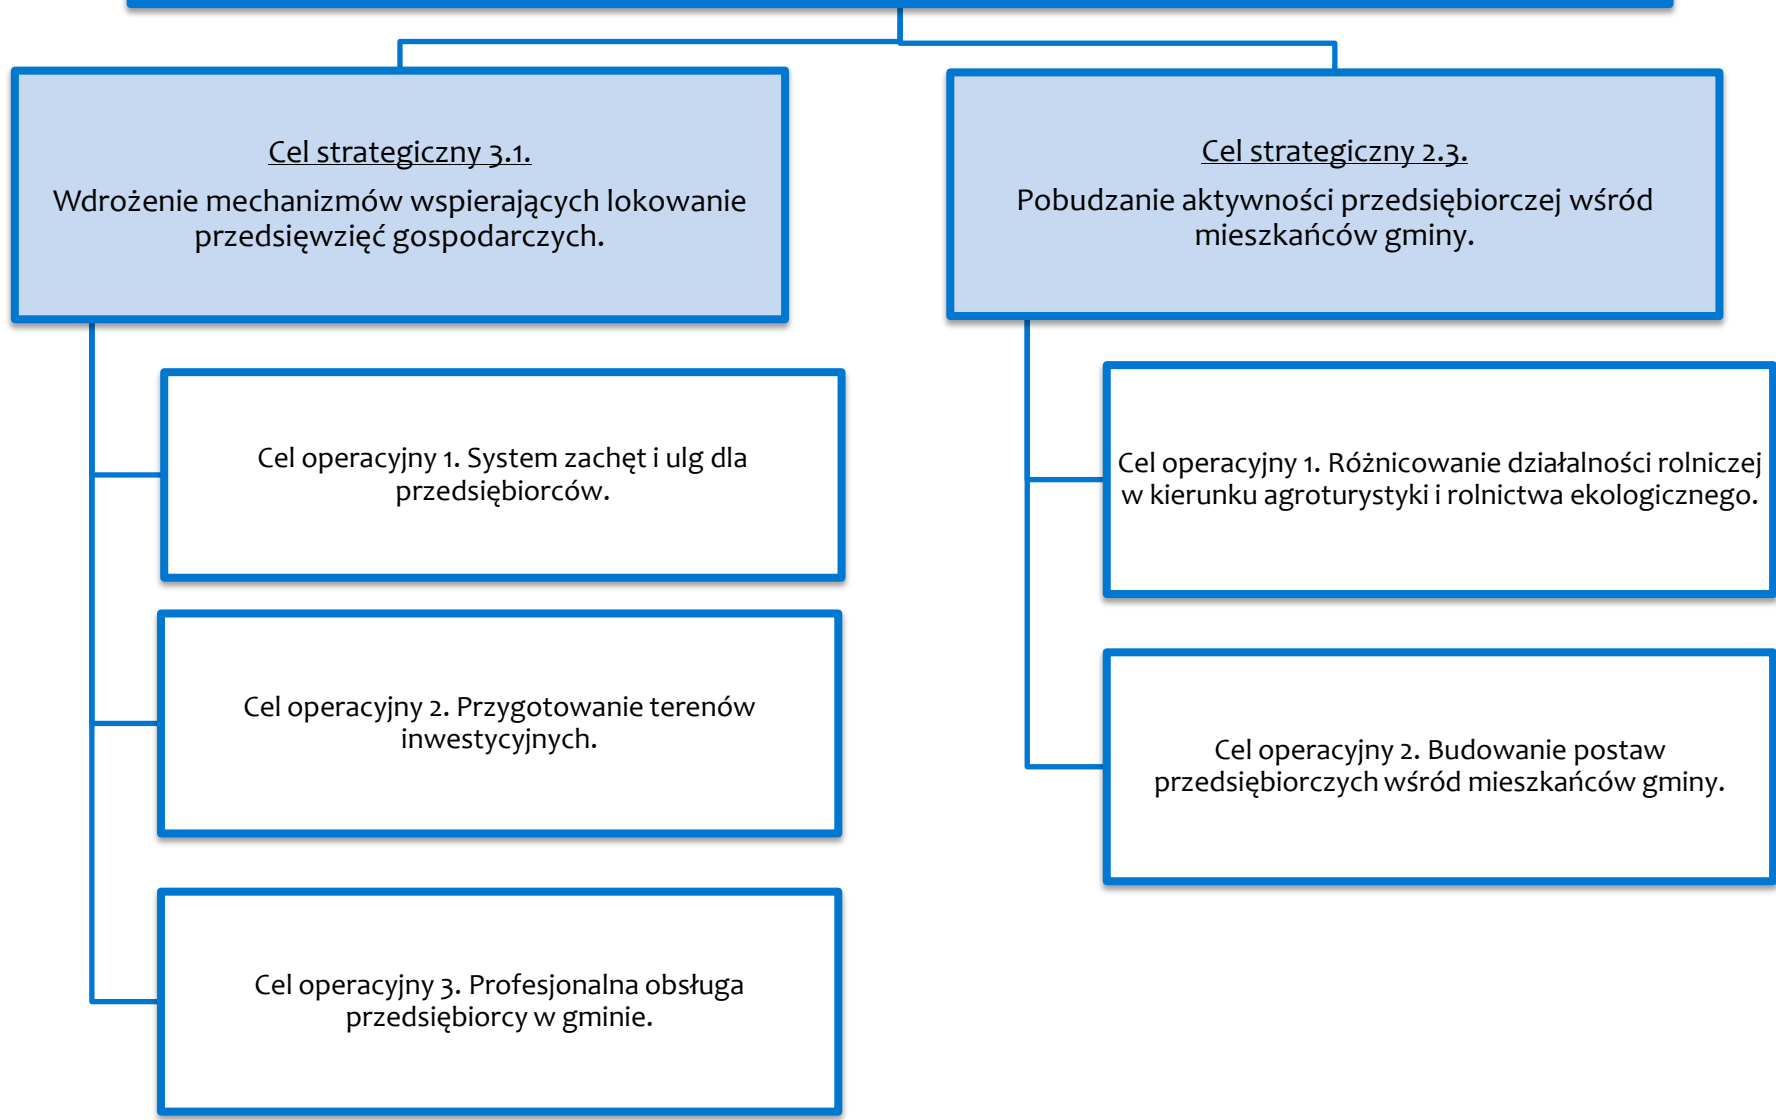 Cel strategiczny 3.1.
Wdrożenie mechanizmów wspierających lokowanie
przedsięwzięć gospodarczych.
Cel operacyjny 1. System zachęt i ulg dla
przedsiębiorców.
Cel operacyjny 2. Przygotowanie terenów
inwestycyjnych.
Cel operacyjny 3. Profesjonalna obsługa
przedsiębiorcy w gminie.
Cel strategiczny 2.3.
Pobudzanie aktywności przedsiębiorczej wśród
mieszkańców gminy.
Cel operacyjny 1. Różnicowanie działalności rolniczej
w kierunku agroturystyki i rolnictwa ekologicznego.
Cel operacyjny 2. Budowanie postaw
przedsiębiorczych wśród mieszkańców gminy.